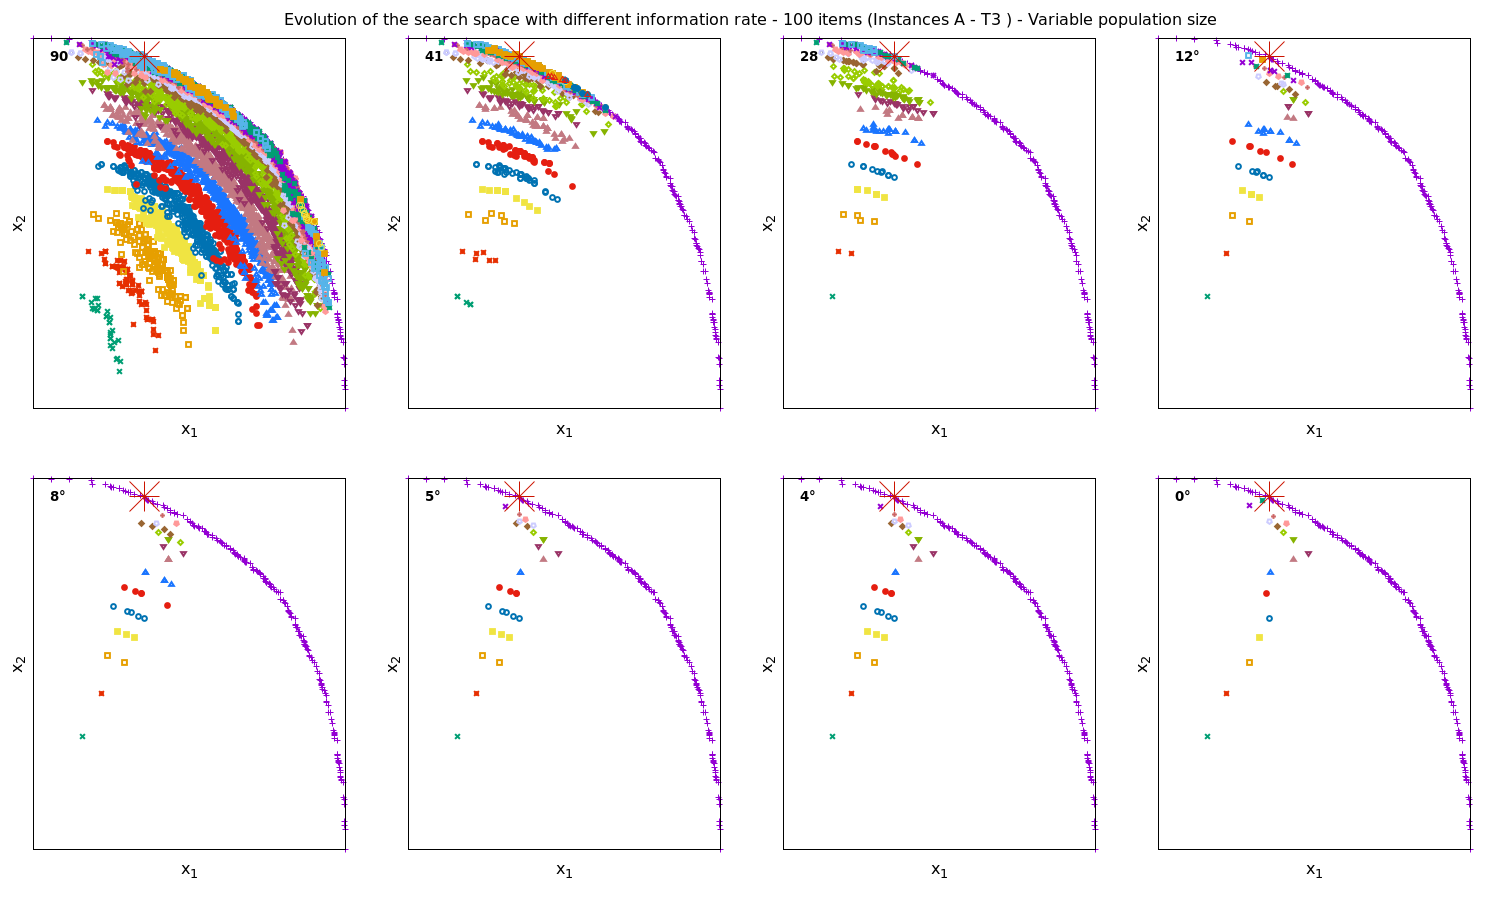 Evolution of the search space with different information rate - 100 items (Instances A - T3 ) - Variable population size
90
41
28
12°
x2
x2
x2
x2
x1
x1
x1
x1
8°
5°
4°
0°
x2
x2
x2
x2
x1
x1
x1
x1